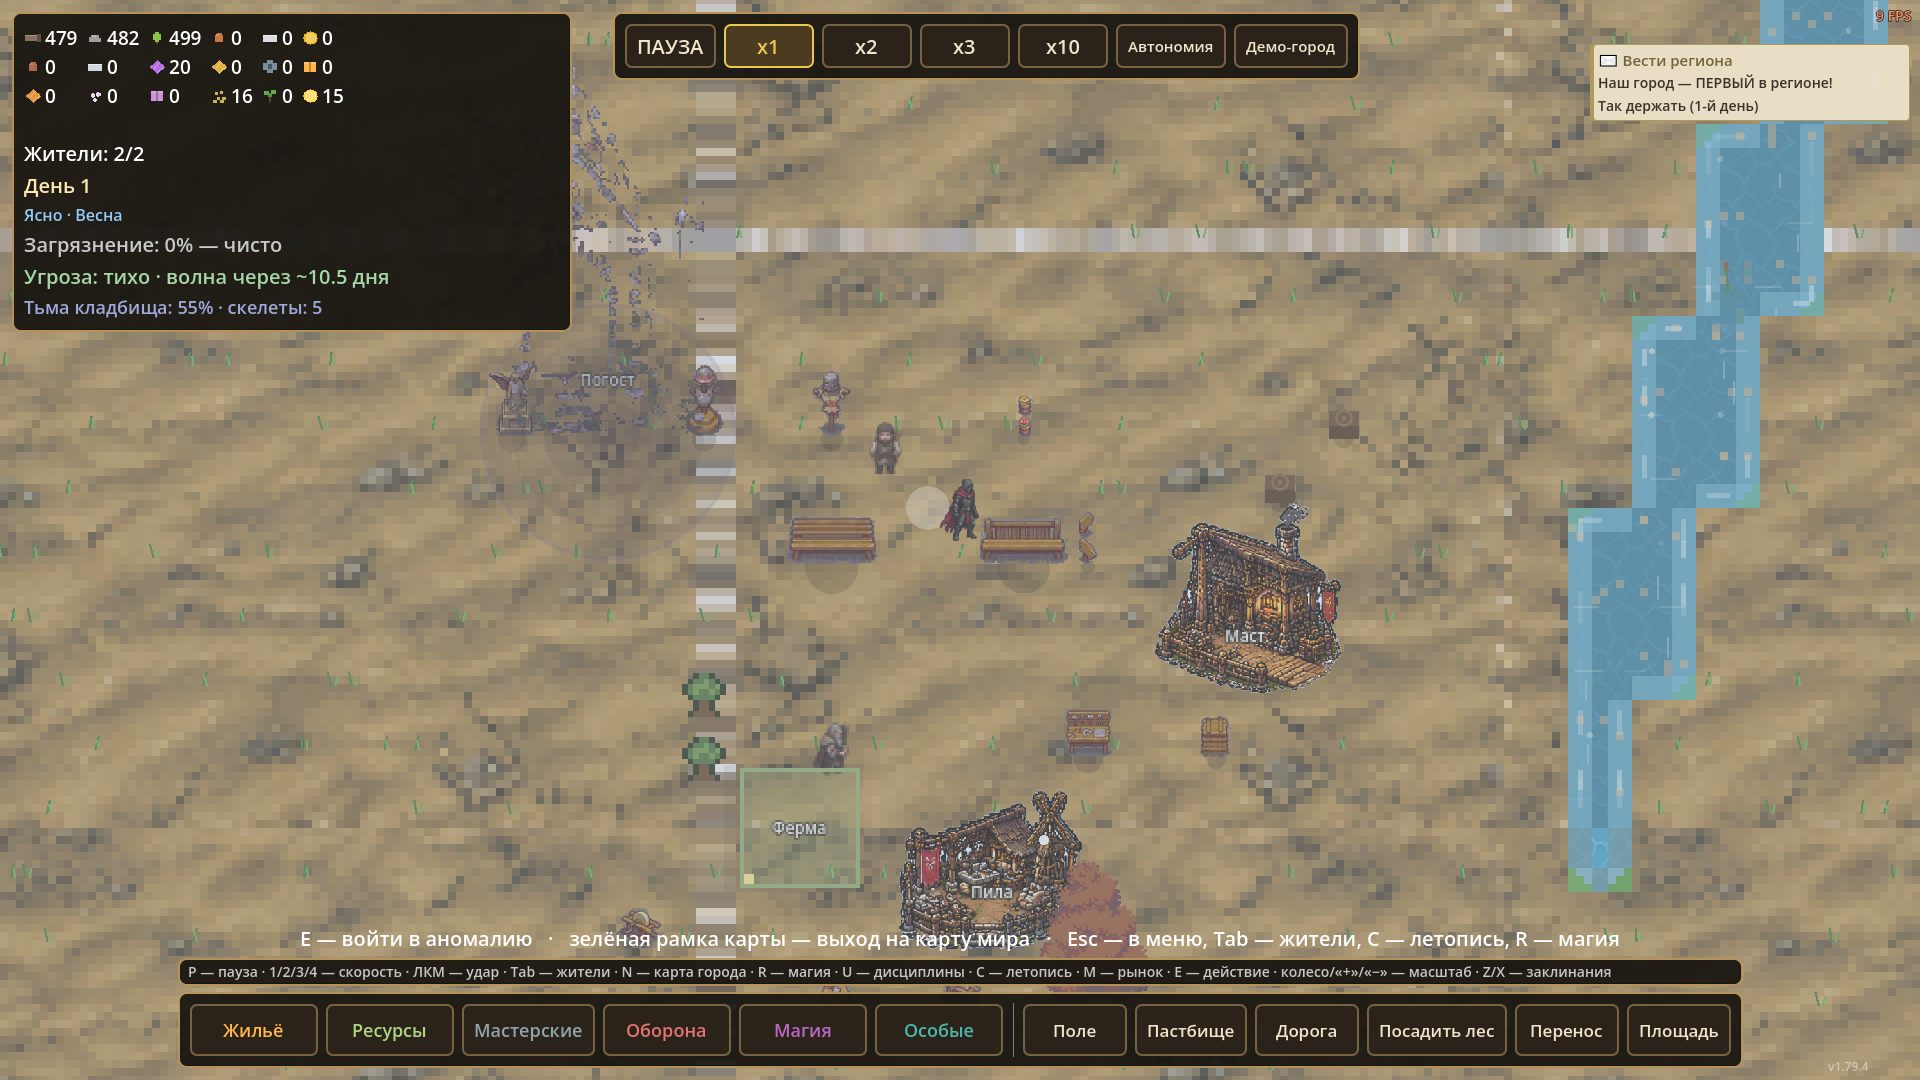 479 482 499 0 0 0
0 0 20 0 0 0
0 0 0 16 0 15
Жители: 2/2
День 1
Ясно · Весна
Загрязнение: 0% — чисто
Угроза: тихо · волна через ~10.5 дня
Тьма кладбища: 55% · скелеты: 5
ПАУЗА x1 x2 x3 x10 Автономия Демо-город
9 FPS
Вести региона
Наш город — ПЕРВЫЙ в регионе!
Так держать (1-й день)
Погост
Маст
Ферма
Пила
E — войти в аномалию · зелёная рамка карты — выход на карту мира · Esc — в меню, Tab — жители, C — летопись, R — магия
P — пауза · 1/2/3/4 — скорость · ЛКМ — удар · Tab — жители · N — карта города · R — магия · U — дисциплины · C — летопись · M — рынок · E — действие · колесо/«+»/«−» — масштаб · Z/X — заклинания
Жильё Ресурсы Мастерские Оборона Магия Особые Поле Пастбище Дорога Посадить лес Перенос Площадь
v1.79.4